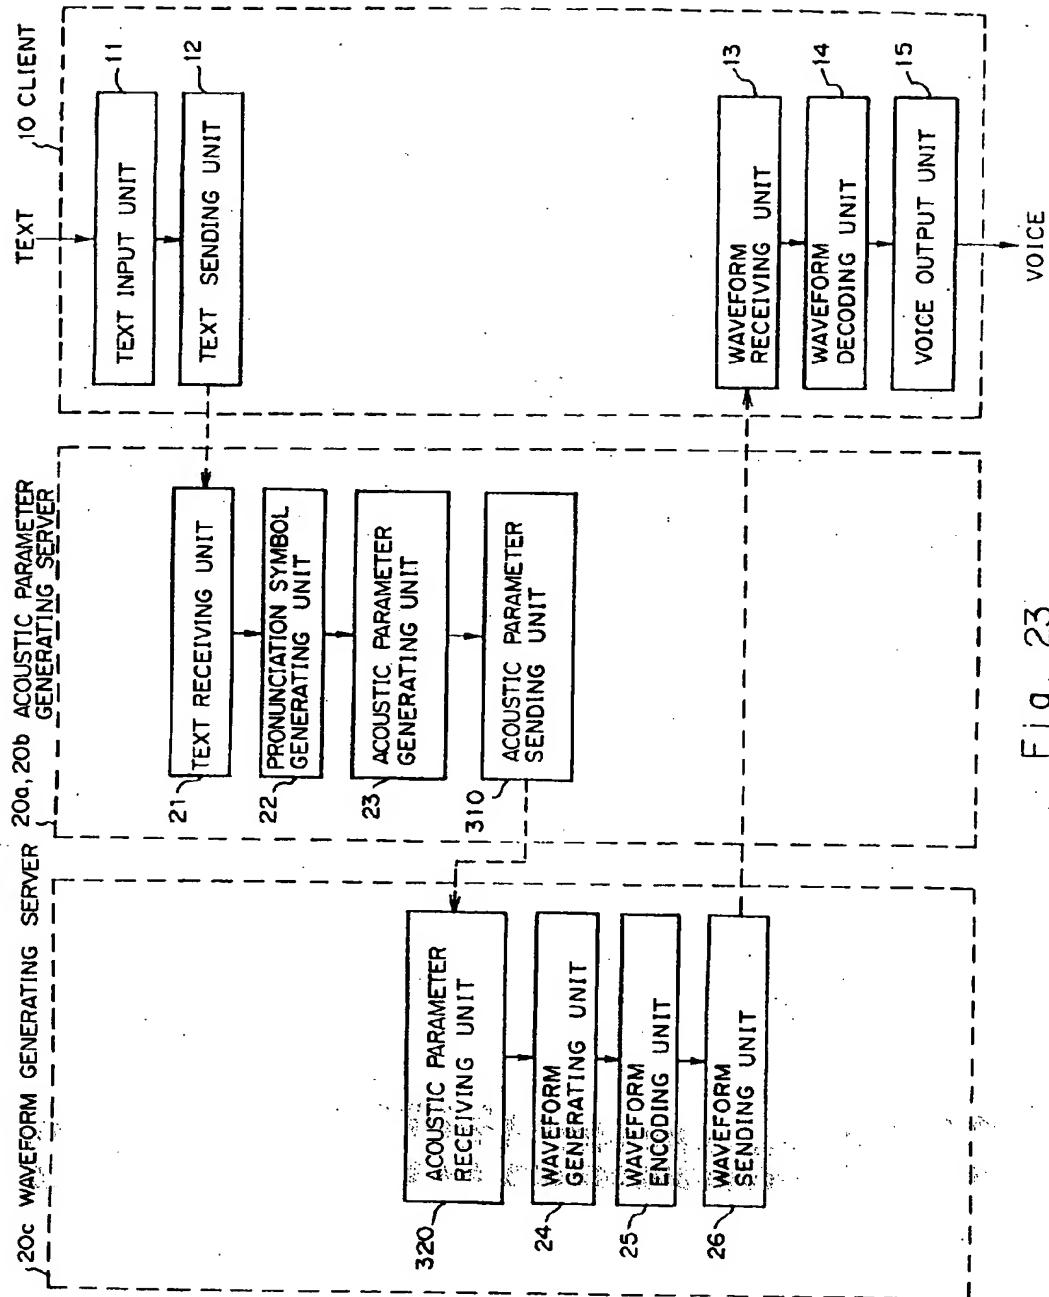 20c WAVEFORM GENERATING SERVER
320
ACOUSTIC PARAMETER
RECEIVING UNIT
24
WAVEFORM
GENERATING UNIT
25
WAVEFORM
ENCODING UNIT
26
WAVEFORM
SENDING UNIT
20a, 20b ACOUSTIC PARAMETER
GENERATING SERVER
21
TEXT RECEIVING UNIT
22
PRONUNCIATION SYMBOL
GENERATING UNIT
23
ACOUSTIC PARAMETER
GENERATING UNIT
310
ACOUSTIC PARAMETER
SENDING UNIT
TEXT
10 CLIENT
TEXT INPUT UNIT
11
TEXT SENDING UNIT
12
WAVEFORM
RECEIVING UNIT
13
WAVEFORM
DECODING UNIT
14
VOICE OUTPUT UNIT
15
VOICE
Fig. 23